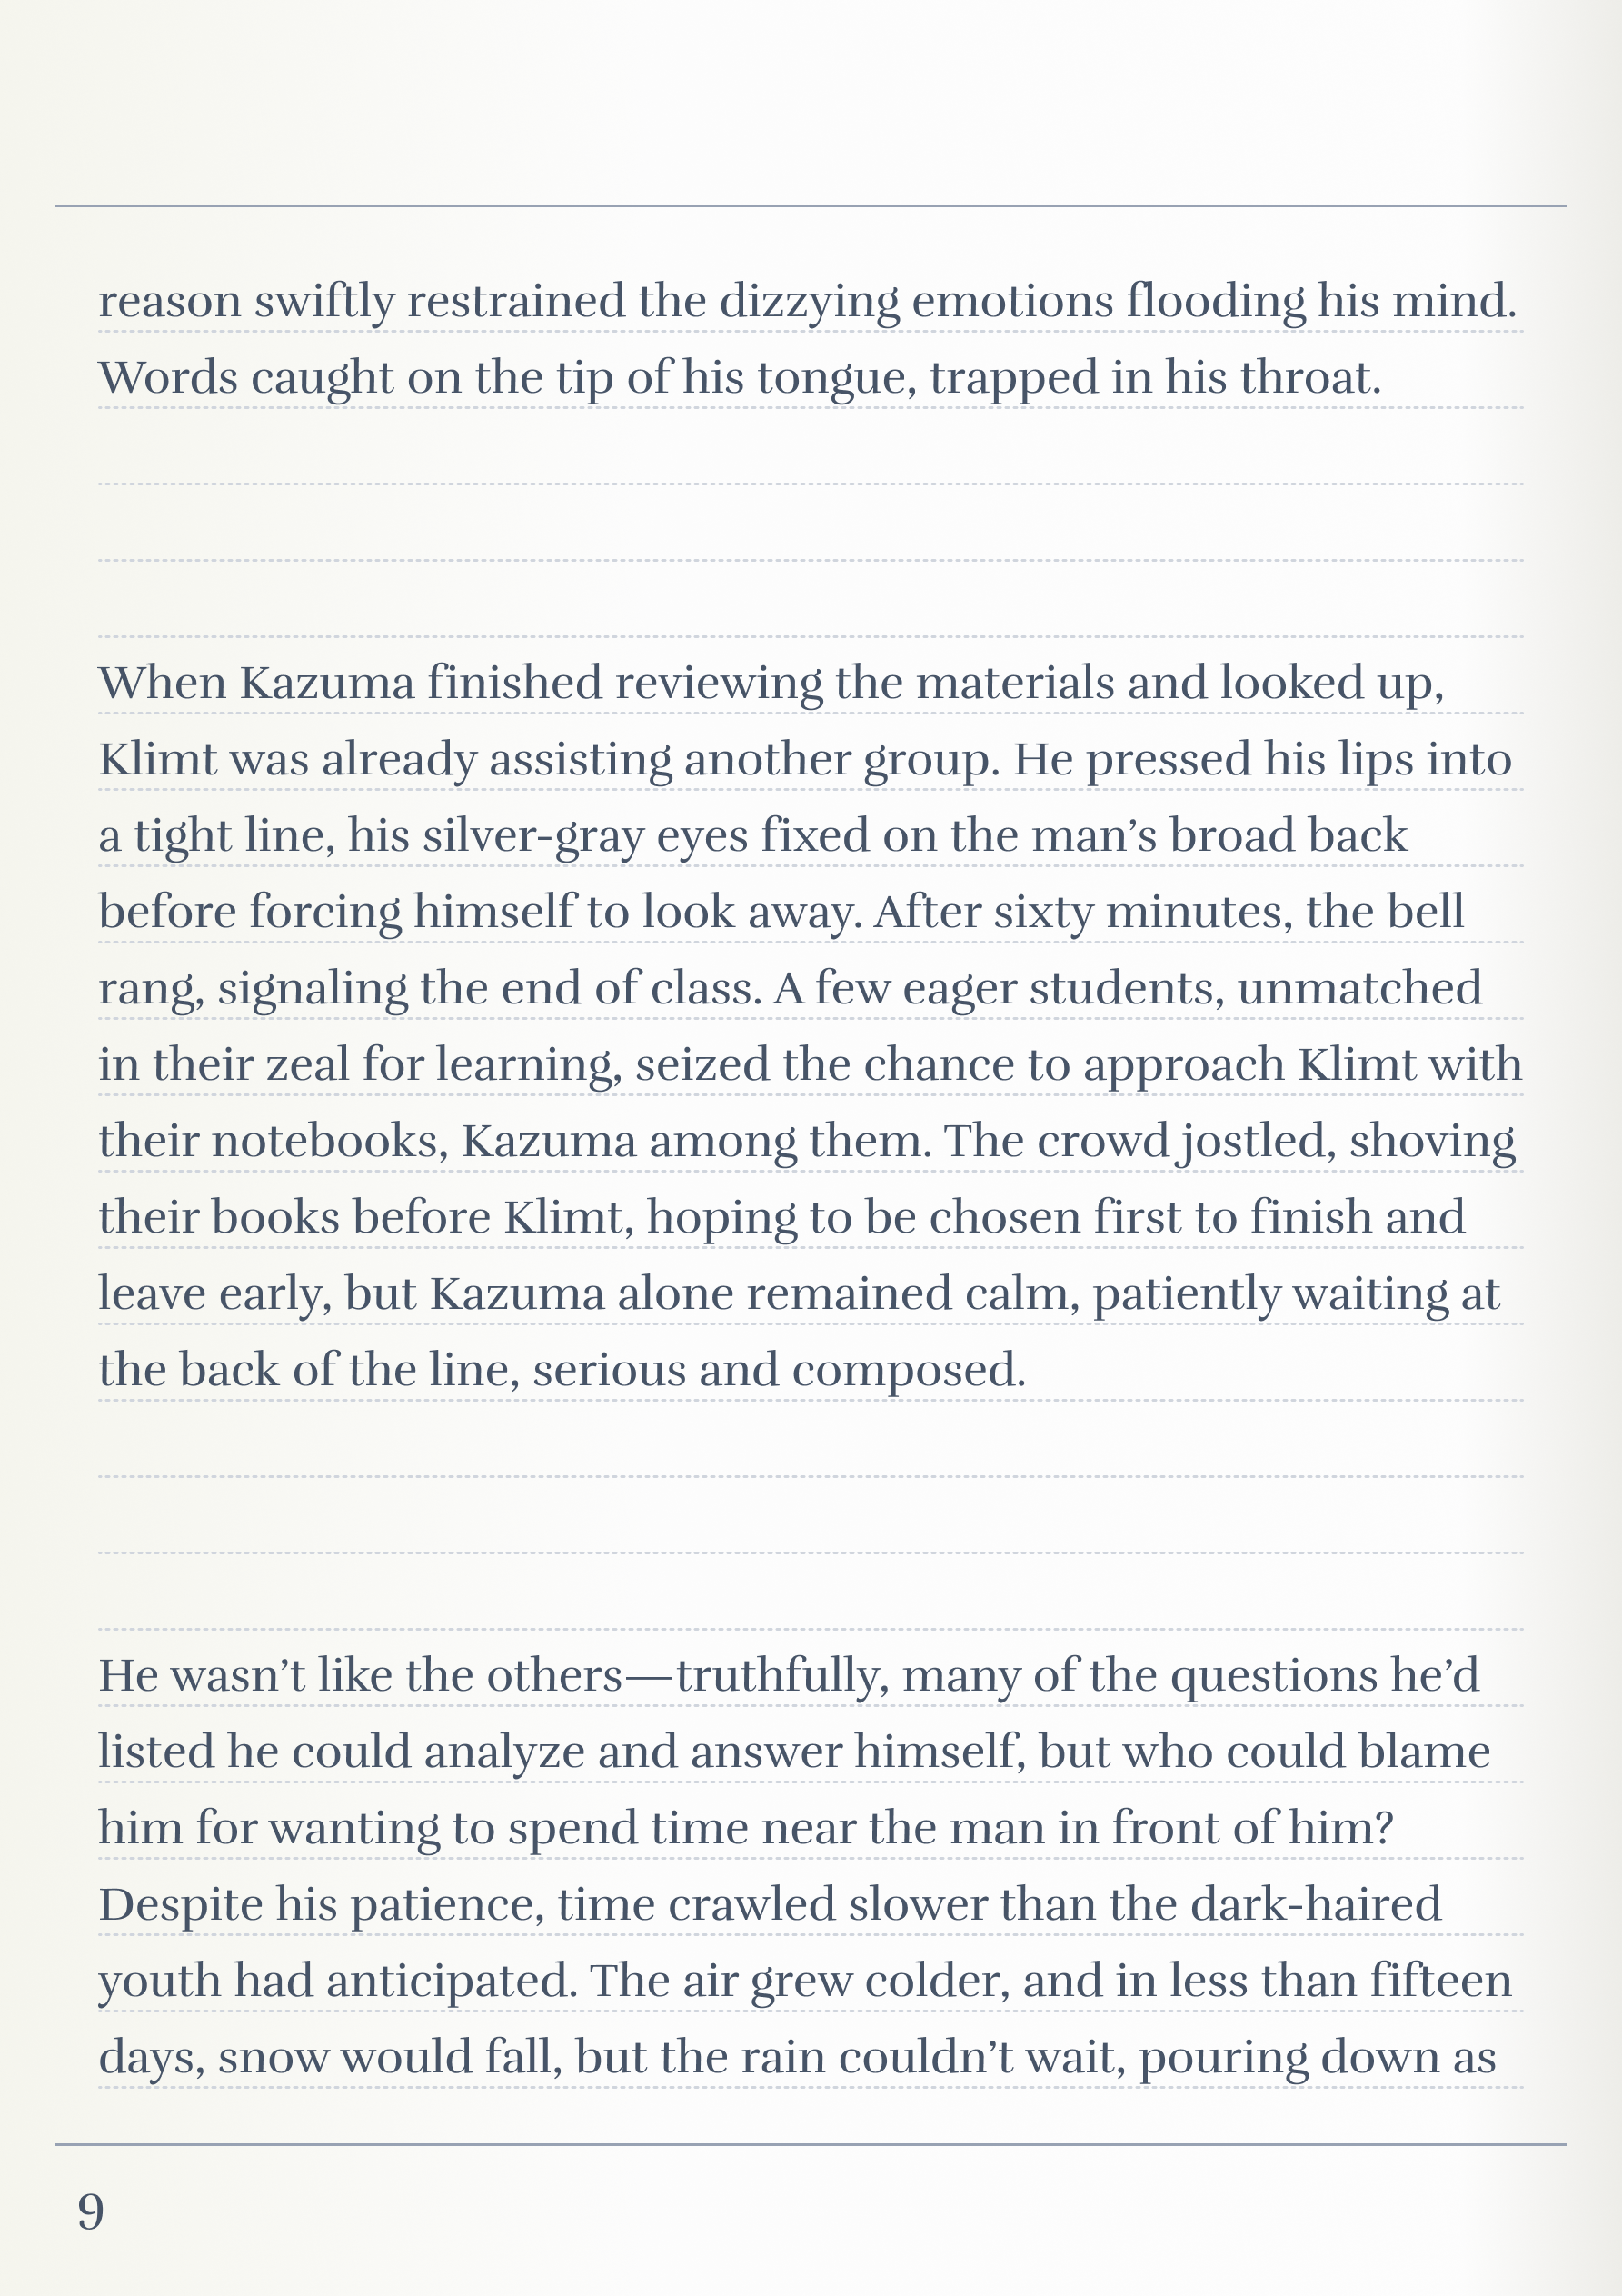 reason swiftly restrained the dizzying emotions flooding his mind.
Words caught on the tip of his tongue, trapped in his throat.
When Kazuma finished reviewing the materials and looked up,
Klimt was already assisting another group. He pressed his lips into
a tight line, his silver-gray eyes fixed on the man’s broad back
before forcing himself to look away. After sixty minutes, the bell
rang, signaling the end of class. A few eager students, unmatched
in their zeal for learning, seized the chance to approach Klimt with
their notebooks, Kazuma among them. The crowd jostled, shoving
their books before Klimt, hoping to be chosen first to finish and
leave early, but Kazuma alone remained calm, patiently waiting at
the back of the line, serious and composed.
He wasn’t like the others—truthfully, many of the questions he’d
listed he could analyze and answer himself, but who could blame
him for wanting to spend time near the man in front of him?
Despite his patience, time crawled slower than the dark-haired
youth had anticipated. The air grew colder, and in less than fifteen
days, snow would fall, but the rain couldn’t wait, pouring down as
9